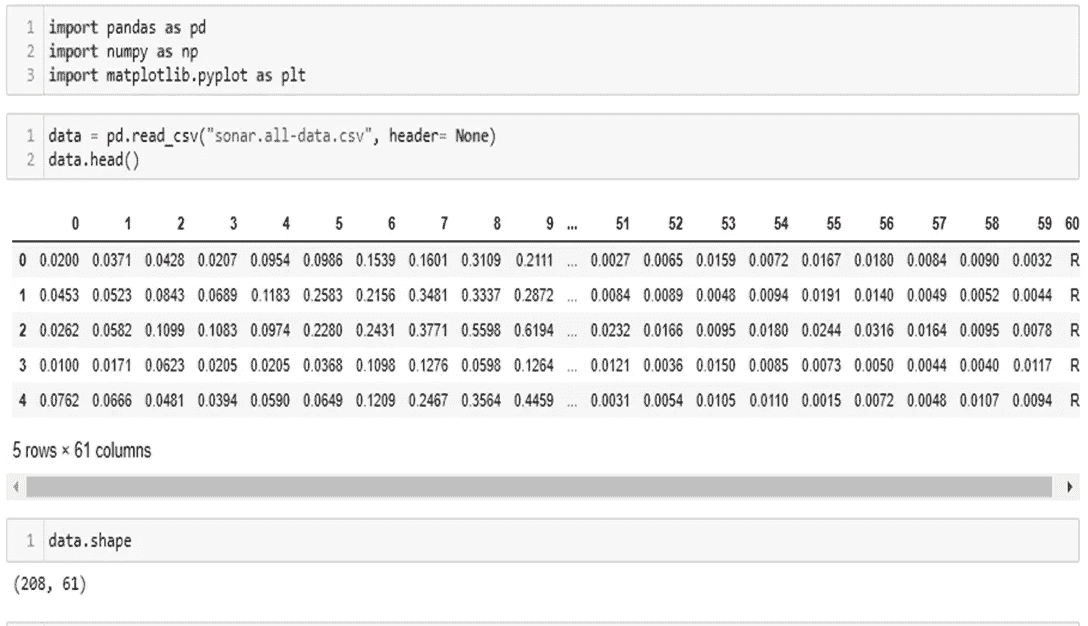 1 import pandas as pd
2 import numpy as np
3 import matplotlib.pyplot as plt
1 data = pd.read_csv("sonar.all-data.csv", header= None)
2 data.head()
0 1 2 3 4 5 6 7 8 9 ... 51 52 53 54 55 56 57 58 59 60
0 0.0200 0.0371 0.0428 0.0207 0.0954 0.0986 0.1539 0.1601 0.3109 0.2111 ... 0.0027 0.0065 0.0159 0.0072 0.0167 0.0180 0.0084 0.0090 0.0032 R
1 0.0453 0.0523 0.0843 0.0689 0.1183 0.2583 0.2156 0.3481 0.3337 0.2872 ... 0.0084 0.0089 0.0048 0.0094 0.0191 0.0140 0.0049 0.0052 0.0044 R
2 0.0262 0.0582 0.1099 0.1083 0.0974 0.2280 0.2431 0.3771 0.5598 0.6194 ... 0.0232 0.0166 0.0095 0.0180 0.0244 0.0316 0.0164 0.0095 0.0078 R
3 0.0100 0.0171 0.0623 0.0205 0.0205 0.0368 0.1098 0.1276 0.0598 0.1264 ... 0.0121 0.0036 0.0150 0.0085 0.0073 0.0050 0.0044 0.0040 0.0117 R
4 0.0762 0.0666 0.0481 0.0394 0.0590 0.0649 0.1209 0.2467 0.3564 0.4459 ... 0.0031 0.0054 0.0105 0.0110 0.0015 0.0072 0.0048 0.0107 0.0094 R
5 rows × 61 columns
1 data.shape
(208, 61)